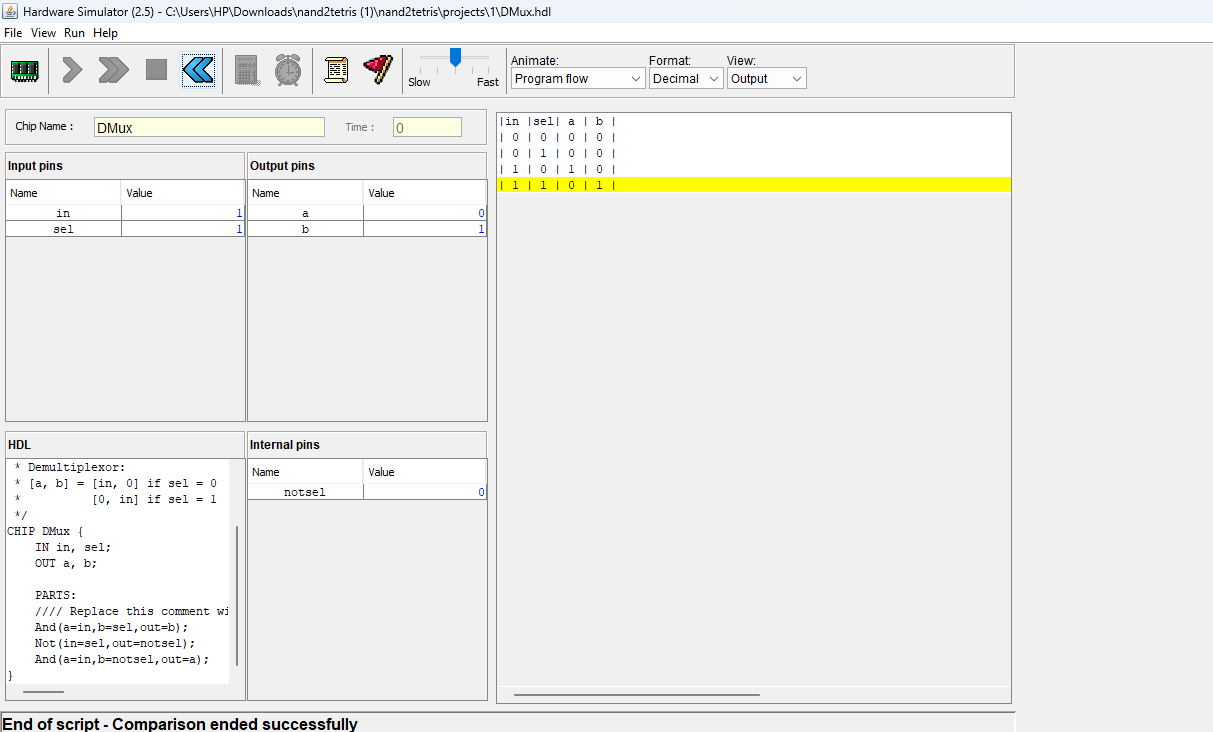 Hardware Simulator (2.5) - C:\Users\HP\Downloads\nand2tetris (1)\nand2tetris\projects\1\DMux.hdl
File View Run Help
Slow Fast
Animate: Format: View:
Program flow Decimal Output
Chip Name : DMux Time : 0
Input pins
Name Value
in 1
sel 1
Output pins
Name Value
a 0
b 1
HDL
* Demultiplexor:
* [a, b] = [in, 0] if sel = 0
* [0, in] if sel = 1
*/
CHIP DMux {
IN in, sel;
OUT a, b;
PARTS:
//// Replace this comment wi
And(a=in,b=sel,out=b);
Not(in=sel,out=notsel);
And(a=in,b=notsel,out=a);
}
Internal pins
Name Value
notsel 0
|in |sel| a | b |
| 0 | 0 | 0 | 0 |
| 0 | 1 | 0 | 0 |
| 1 | 0 | 1 | 0 |
| 1 | 1 | 0 | 1 |
End of script - Comparison ended successfully